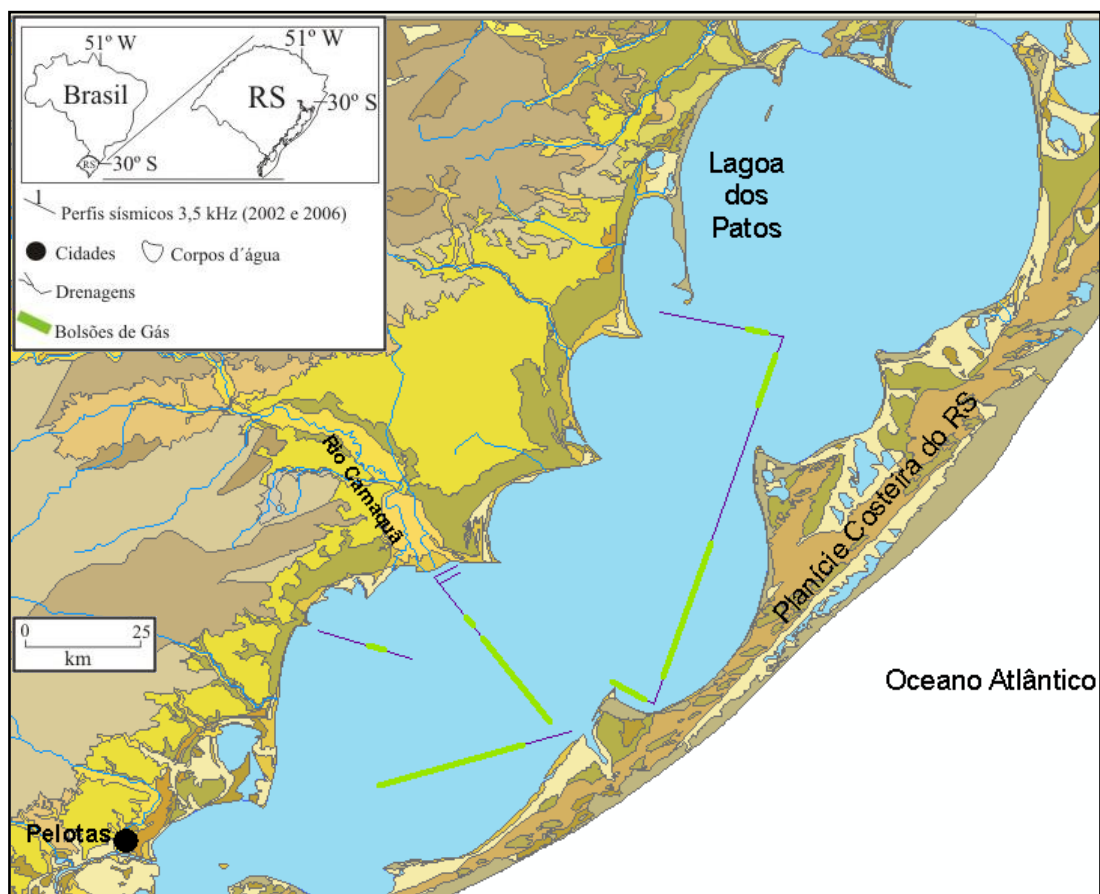 51º W
51º W
Brasil
RS
30º S
RS
30º S
1
Perfis sísmicos 3,5 kHz (2002 e 2006)
Cidades
Corpos d´água
Drenagens
Bolsões de Gás
Lagoa
dos
Patos
Rio Camaquã
Planície Costeira do RS
0
25
km
Oceano Atlântico
Pelotas